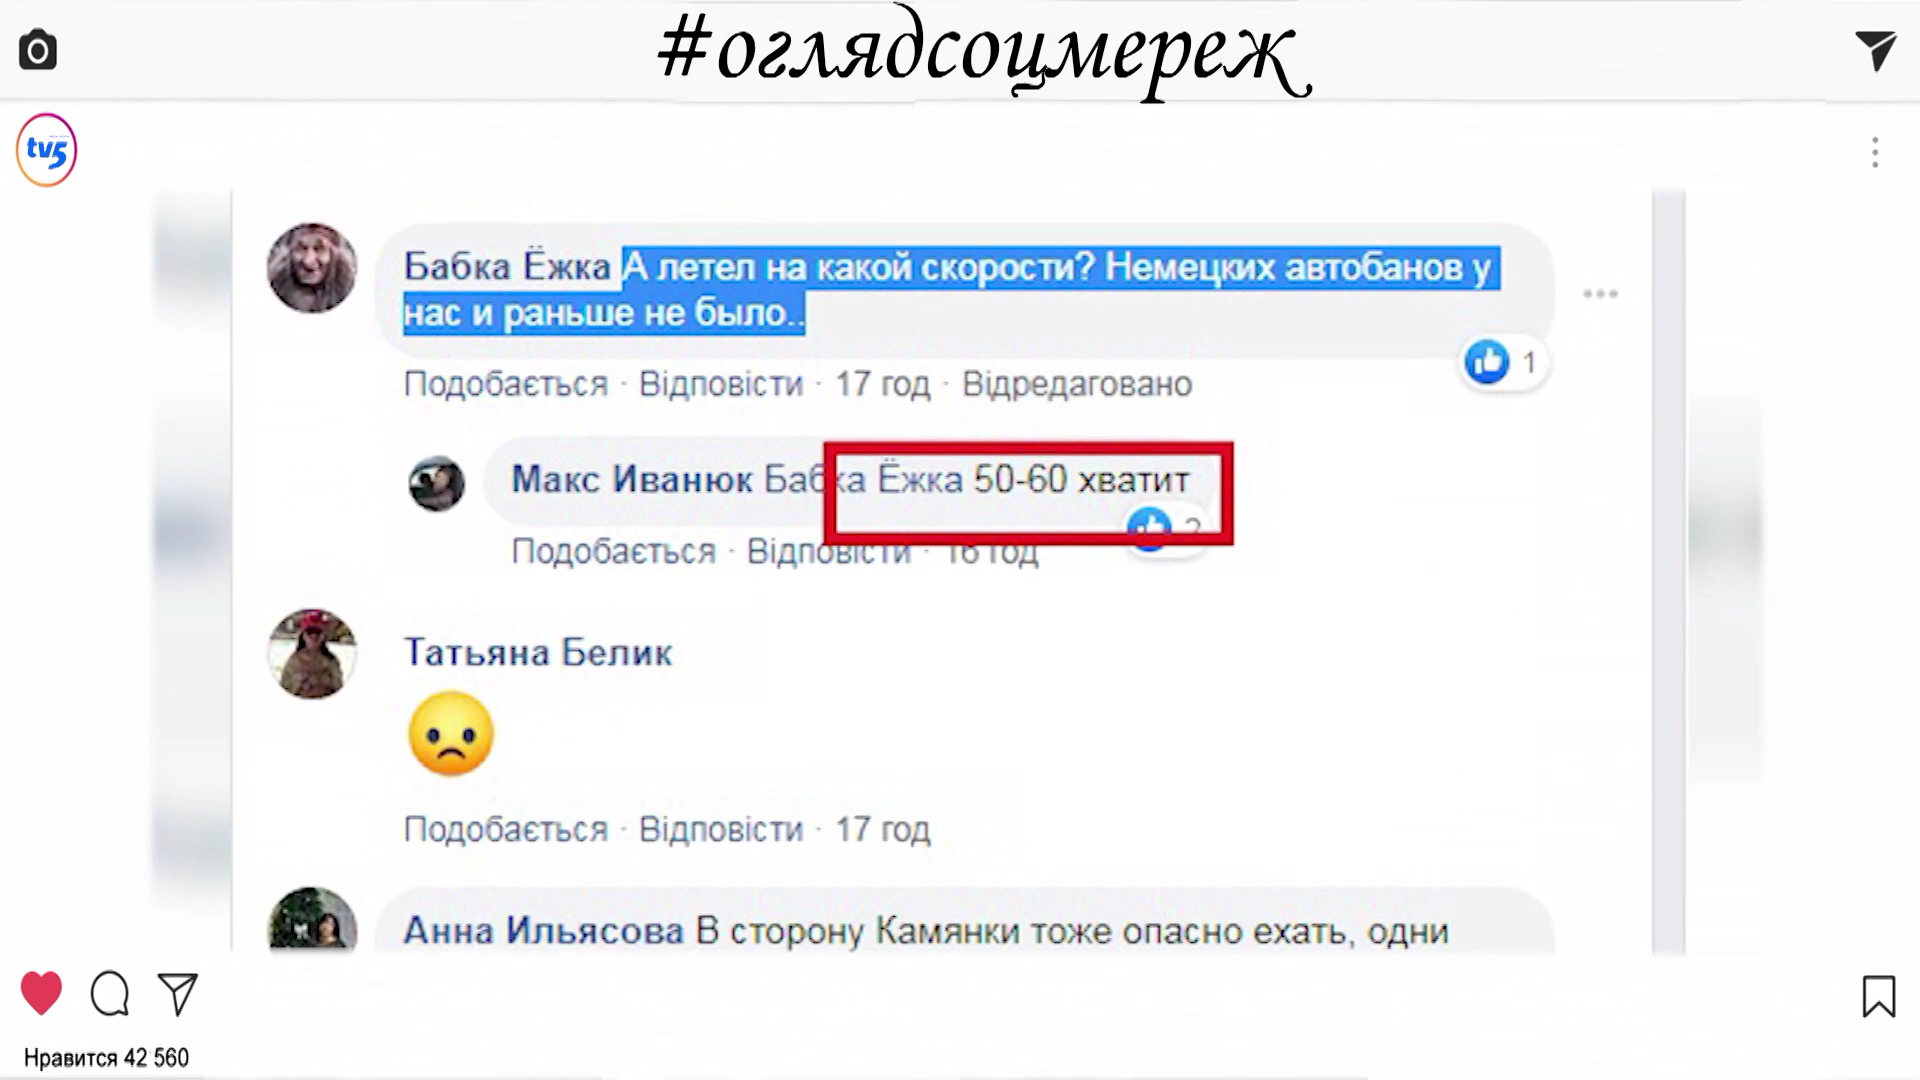 #оглядсоцмереж
tv5
Бабка Ёжка А летел на какой скорости? Немецких автобанов у
нас и раньше не было..
1
Подобається · Відповісти · 17 год · Відредаговано
Макс Иванюк Бабка Ёжка 50-60 хватит
Подобається · Відповісти · 16 год
Татьяна Белик
Подобається · Відповісти · 17 год
Анна Ильясова В сторону Камянки тоже опасно ехать, одни
Нравится 42 560